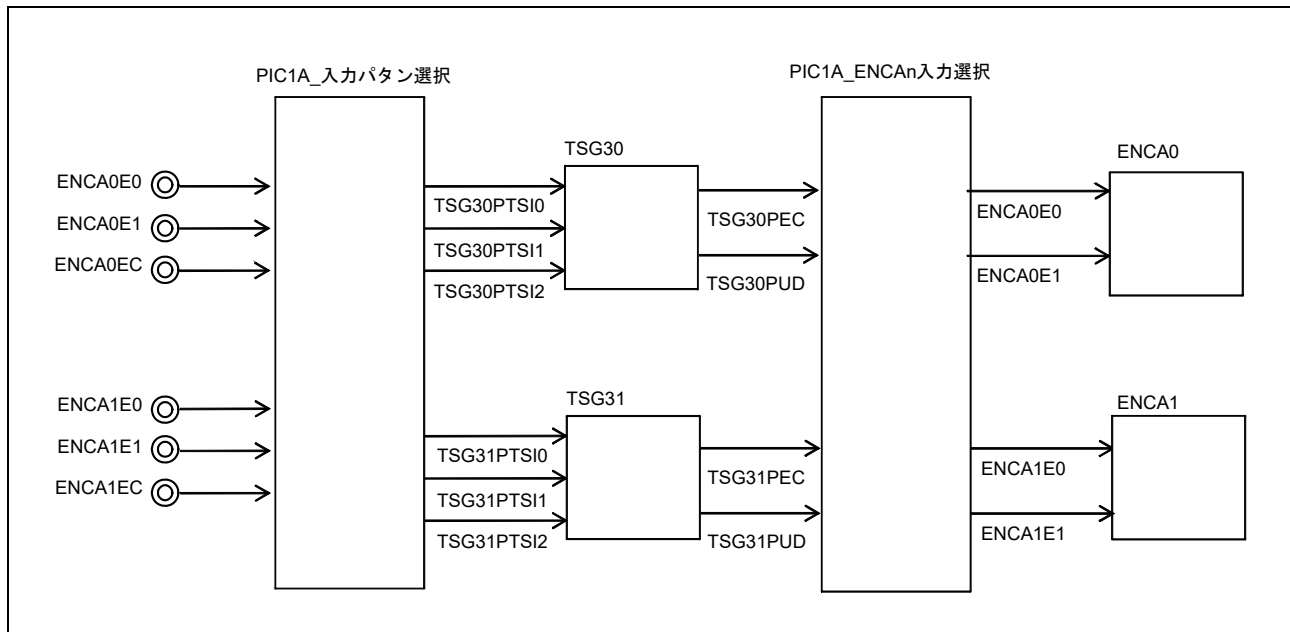 PIC1A_入力パタン選択
PIC1A_ENCAn入力選択
TSG30
ENCA0
ENCA0E0
ENCA0E1
ENCA0EC
TSG30PTSI0
TSG30PTSI1
TSG30PTSI2
TSG30PEC
TSG30PUD
ENCA0E0
ENCA0E1
TSG31
ENCA1
ENCA1E0
ENCA1E1
ENCA1EC
TSG31PTSI0
TSG31PTSI1
TSG31PTSI2
TSG31PEC
TSG31PUD
ENCA1E0
ENCA1E1